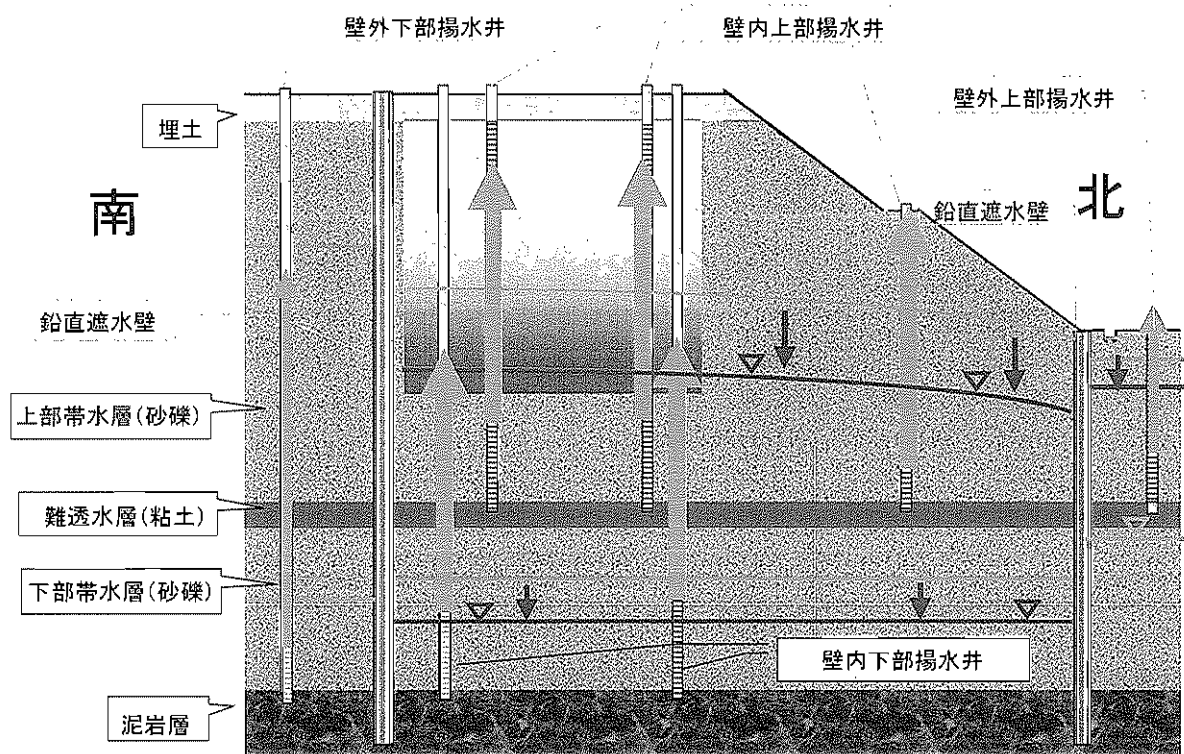 壁外下部揚水井
壁内上部揚水井
壁外上部揚水井
埋土
南
北
鉛直遮水壁
鉛直遮水壁
上部帯水層(砂礫)
難透水層(粘土)
下部帯水層(砂礫)
壁内下部揚水井
泥岩層